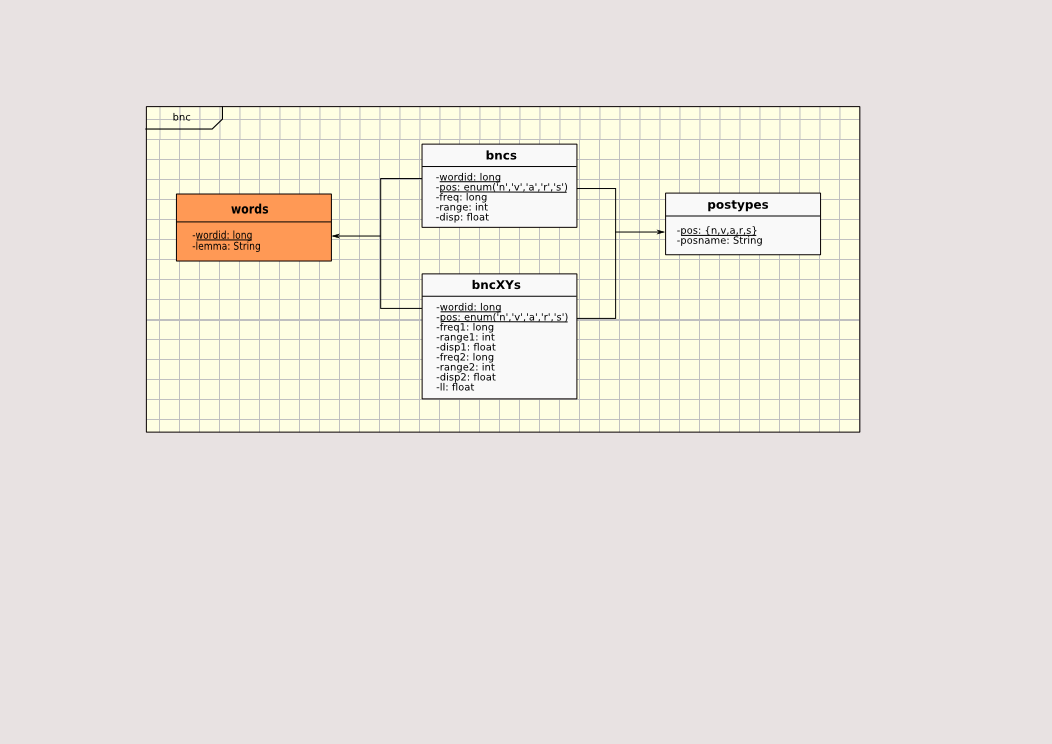 bnc
words
-wordid: long
-lemma: String
bncs
-wordid: long
-pos: enum('n','v','a','r','s')
-freq: long
-range: int
-disp: float
bncXYs
-wordid: long
-pos: enum('n','v','a','r','s')
-freq1: long
-range1: int
-disp1: float
-freq2: long
-range2: int
-disp2: float
-ll: float
postypes
-pos: {n,v,a,r,s}
-posname: String